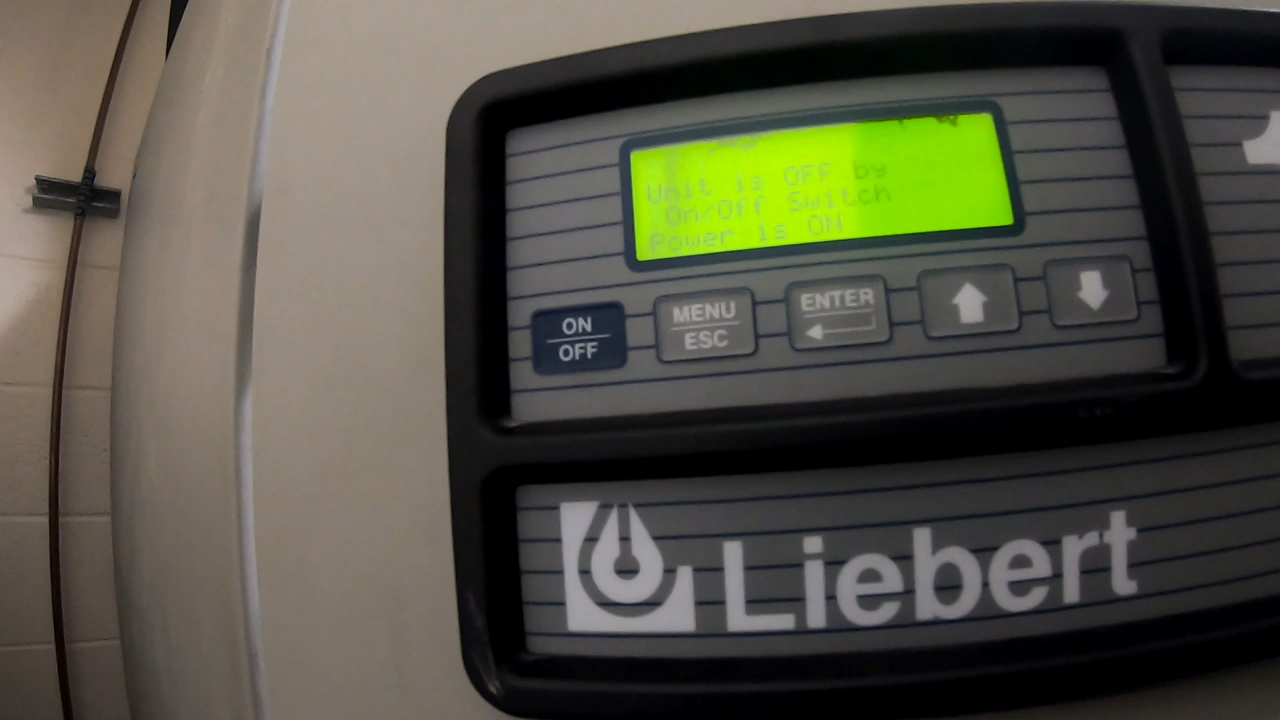 Unit is OFF by
On/Off Switch
Power is ON
ON
OFF
MENU
ESC
ENTER
Liebert